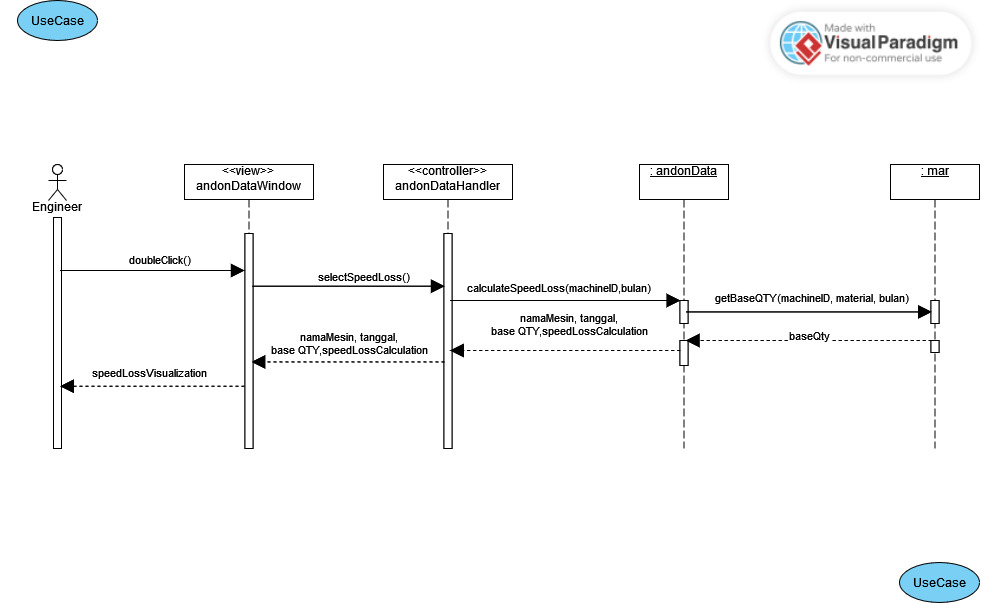 UseCase
Made with
Visual Paradigm
For non-commercial use
Engineer
<<view>>
andonDataWindow
<<controller>>
andonDataHandler
: andonData
: mar
doubleClick()
selectSpeedLoss()
calculateSpeedLoss(machineID,bulan)
getBaseQTY(machineID, material, bulan)
baseQty
namaMesin, tanggal,
base QTY,speedLossCalculation
namaMesin, tanggal,
base QTY,speedLossCalculation
speedLossVisualization
UseCase